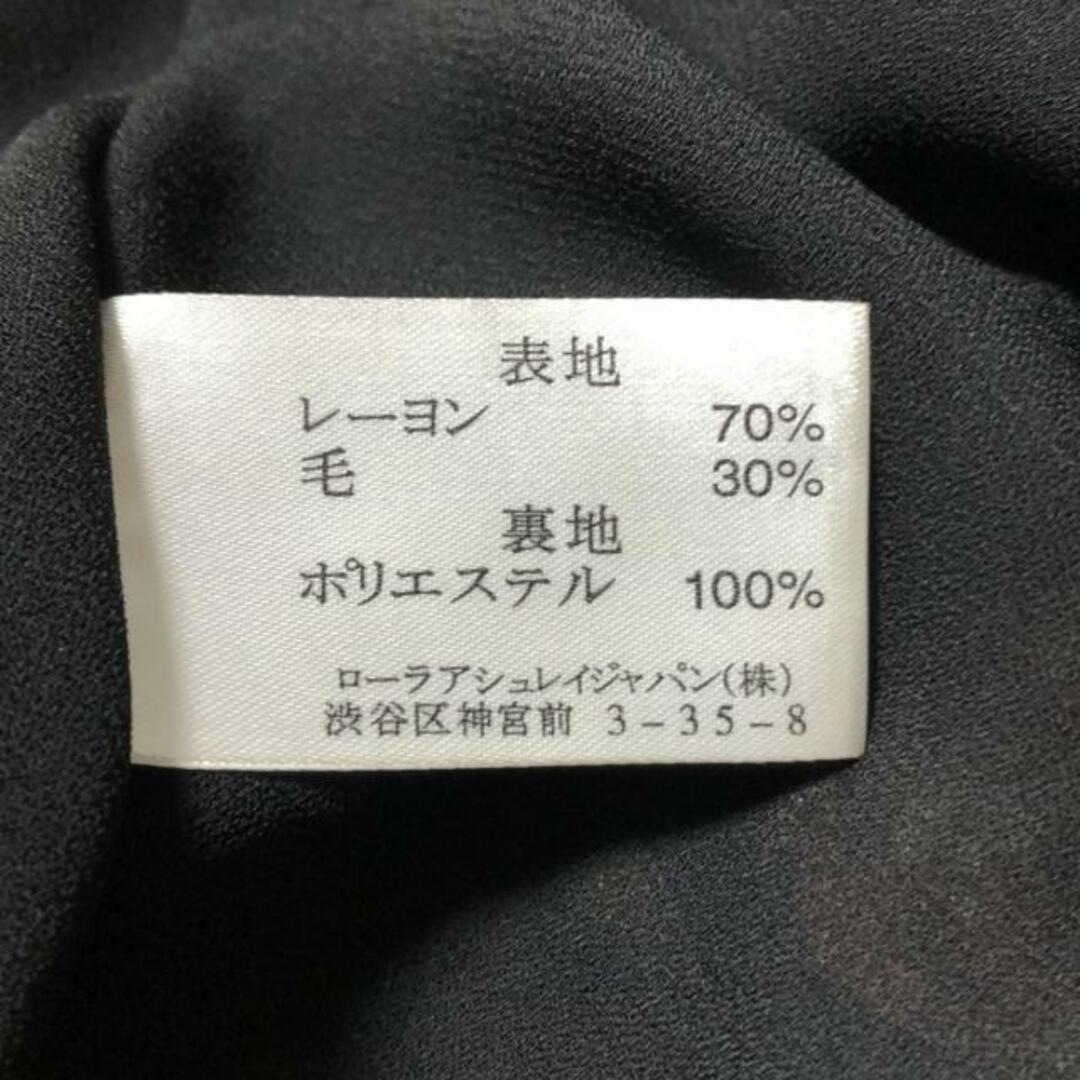 表地
レーヨン 70%
毛 30%
裏地
ポリエステル 100%
ローラアシュレイジャパン(株)
渋谷区神宮前 3-35-8